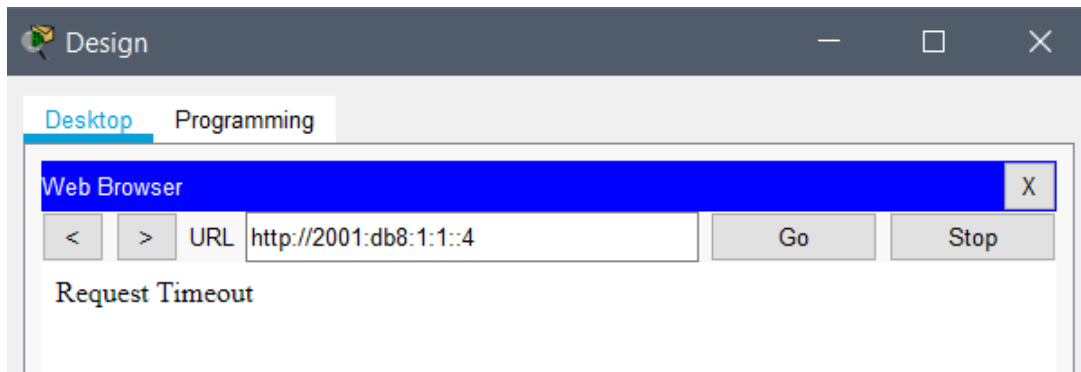 Design
Desktop Programming
Web Browser X
< > URL http://2001:db8:1:1::4 Go Stop
Request Timeout